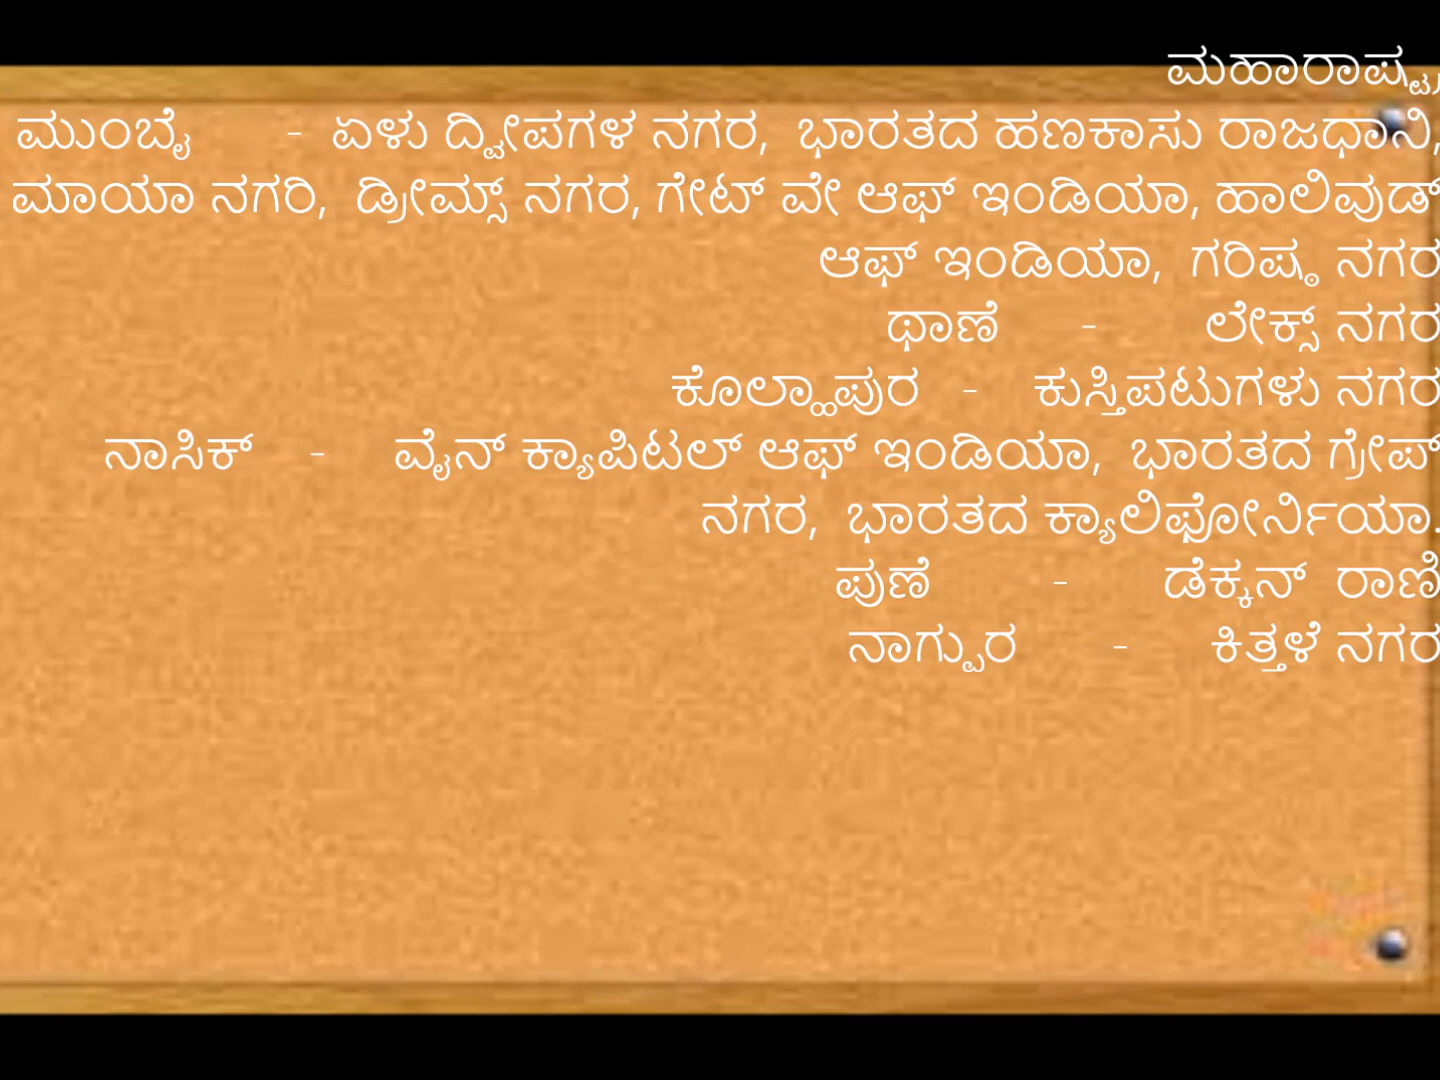 ಮಹಾರಾಷ್ಟ್ರ
ಮುಂಬೈ - ಏಳು ದ್ವೀಪಗಳ ನಗರ, ಭಾರತದ ಹಣಕಾಸು ರಾಜಧಾನಿ,
ಮಾಯಾ ನಗರಿ, ಡ್ರೀಮ್ಸ್ ನಗರ, ಗೇಟ್ ವೇ ಆಫ್ ಇಂಡಿಯಾ, ಹಾಲಿವುಡ್
ಆಫ್ ಇಂಡಿಯಾ, ಗರಿಷ್ಠ ನಗರ
ಥಾಣೆ - ಲೇಕ್ಸ್ ನಗರ
ಕೊಲ್ಹಾಪುರ - ಕುಸ್ತಿಪಟುಗಳು ನಗರ
ನಾಸಿಕ್ - ವೈನ್ ಕ್ಯಾಪಿಟಲ್ ಆಫ್ ಇಂಡಿಯಾ, ಭಾರತದ ಗ್ರೇಪ್
ನಗರ, ಭಾರತದ ಕ್ಯಾಲಿಫೋರ್ನಿಯಾ.
ಪುಣೆ - ಡೆಕ್ಕನ್ ರಾಣಿ
ನಾಗ್ಪುರ - ಕಿತ್ತಳೆ ನಗರ